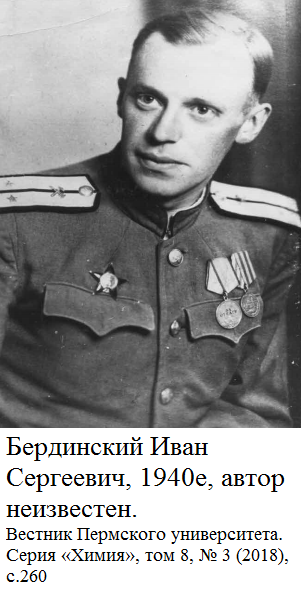 Бердинский Иван
Сергеевич, 1940е, автор
неизвестен.
Вестник Пермского университета.
Серия «Химия», том 8, № 3 (2018),
с.260